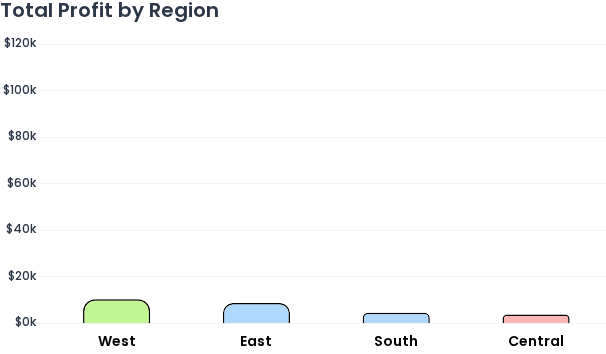 Total Profit by Region
$120k
$100k
$80k
$60k
$40k
$20k
$0k
West East South Central